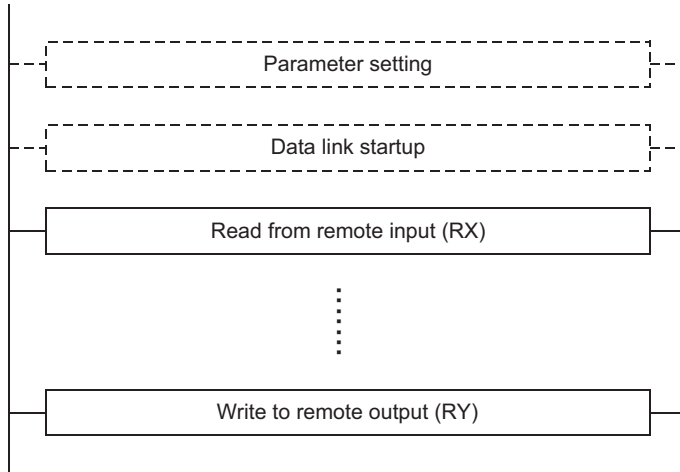 Parameter setting
Data link startup
Read from remote input (RX)
Write to remote output (RY)